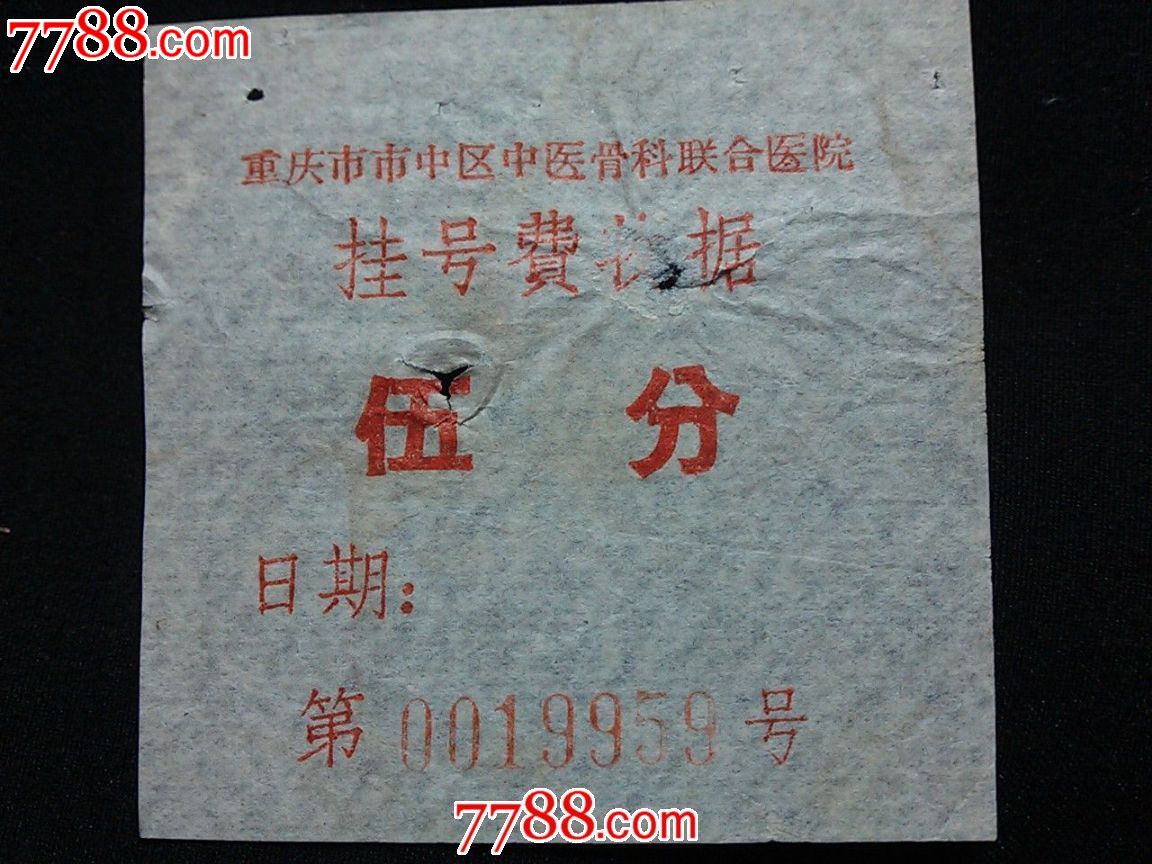 7788.com
重庆市市中区中医骨科联合医院
挂号費 据
伍 分
日期:
第 0019959 号
7788.com